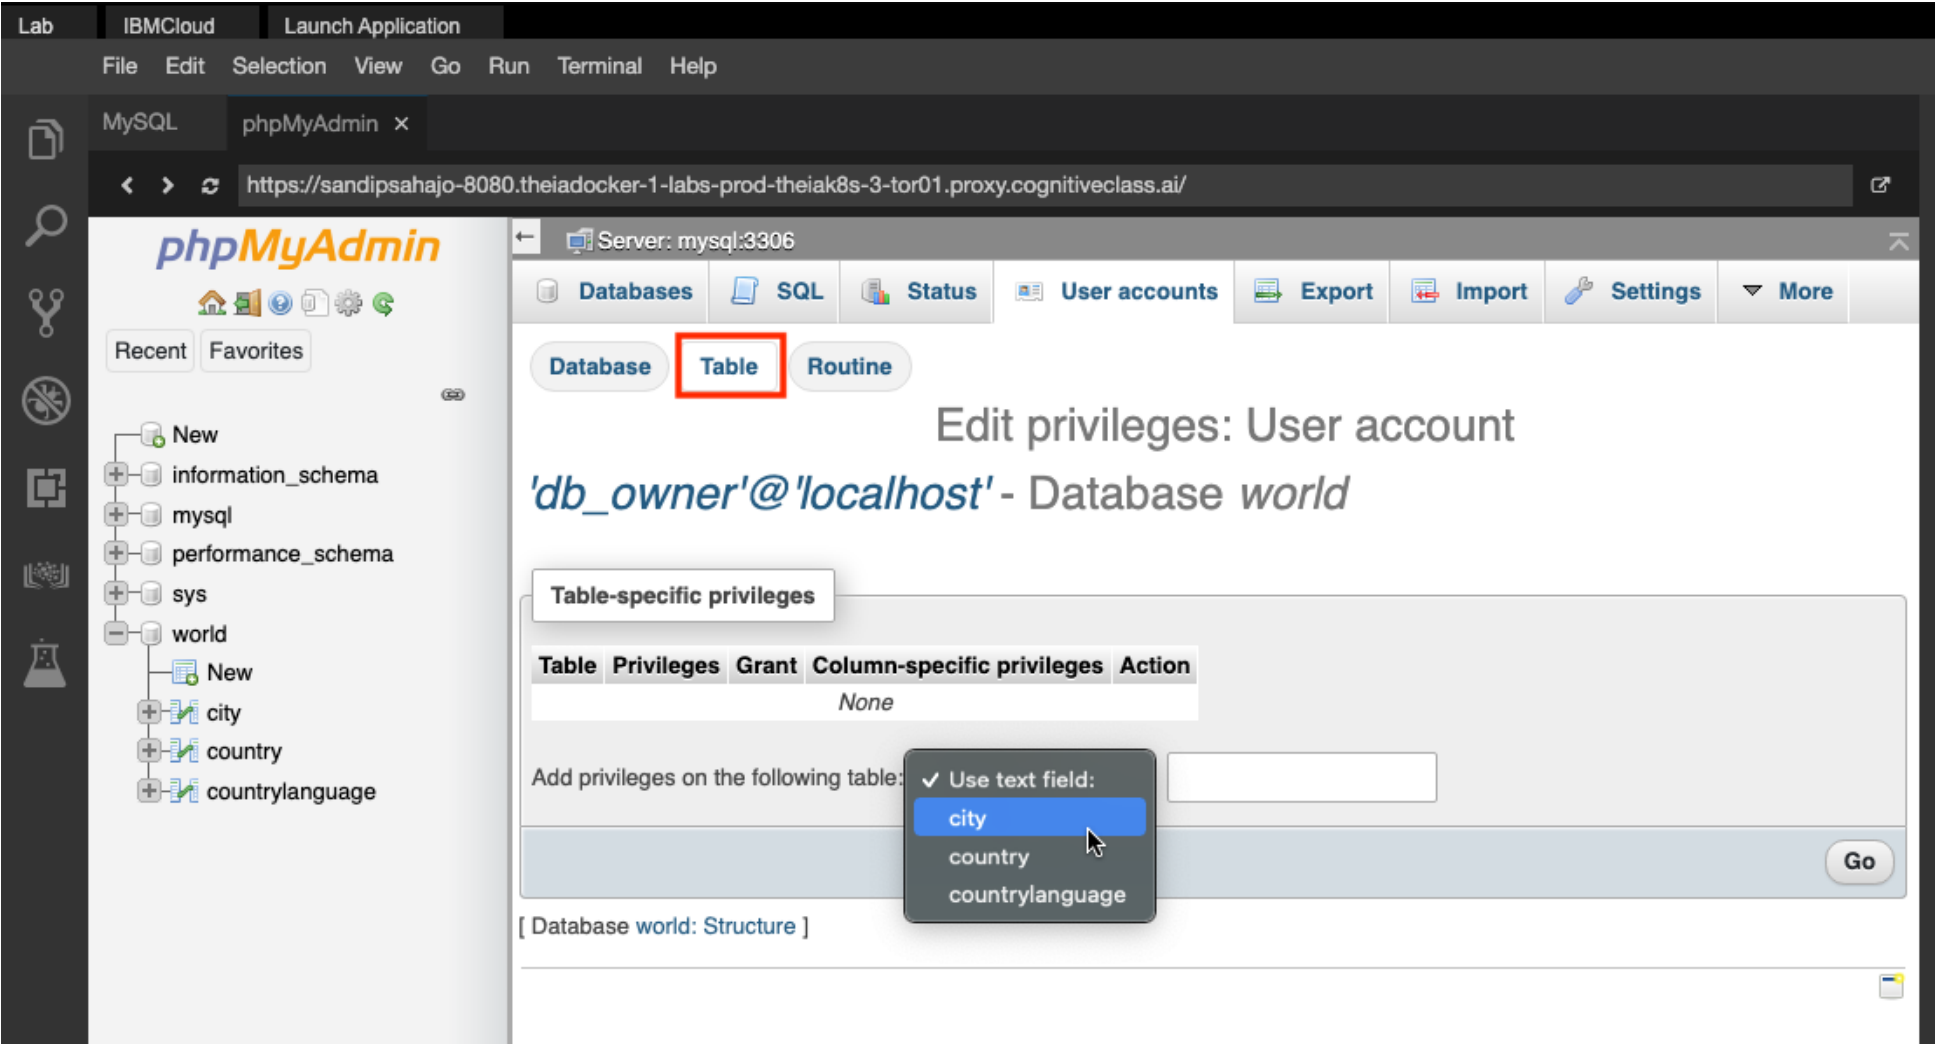 Lab IBMCloud Launch Application
File Edit Selection View Go Run Terminal Help
MySQL phpMyAdmin ×
https://sandipsahajo-8080.theiadocker-1-labs-prod-theiak8s-3-tor01.proxy.cognitiveclass.ai/
phpMyAdmin
Recent Favorites
New
information_schema
mysql
performance_schema
sys
world
New
city
country
countrylanguage
Server: mysql:3306
Databases SQL Status User accounts Export Import Settings More
Database Table Routine
Edit privileges: User account
'db_owner'@'localhost' - Database world
Table-specific privileges
Table Privileges Grant Column-specific privileges Action
None
Add privileges on the following table: ✓ Use text field:
city
country
countrylanguage
Go
[ Database world: Structure ]